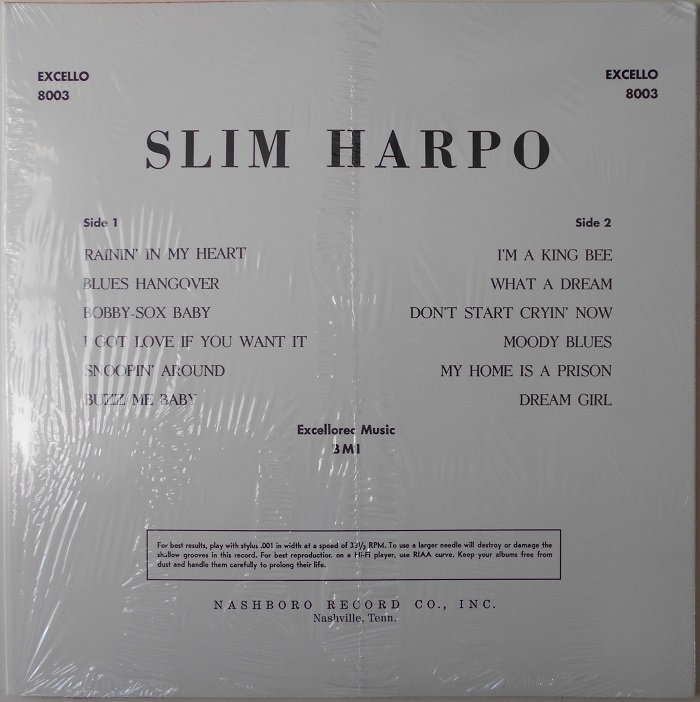 EXCELLO
8003
EXCELLO
8003
SLIM HARPO
Side 1
RAININ' IN MY HEART
BLUES HANGOVER
BOBBY-SOX BABY
I GOT LOVE IF YOU WANT IT
SNOOPIN' AROUND
BUZZ ME BABY
Side 2
I'M A KING BEE
WHAT A DREAM
DON'T START CRYIN' NOW
MOODY BLUES
MY HOME IS A PRISON
DREAM GIRL
Excellorec Music
BMI
For best results, play with stylus .001 in width at a speed of 33⅓ RPM. To use a larger needle will destroy or damage the
shallow grooves in this record. For best reproduction on a Hi-Fi player, use RIAA curve. Keep your albums free from
dust and handle them carefully to prolong their life.
NASHBORO RECORD CO., INC.
Nashville, Tenn.